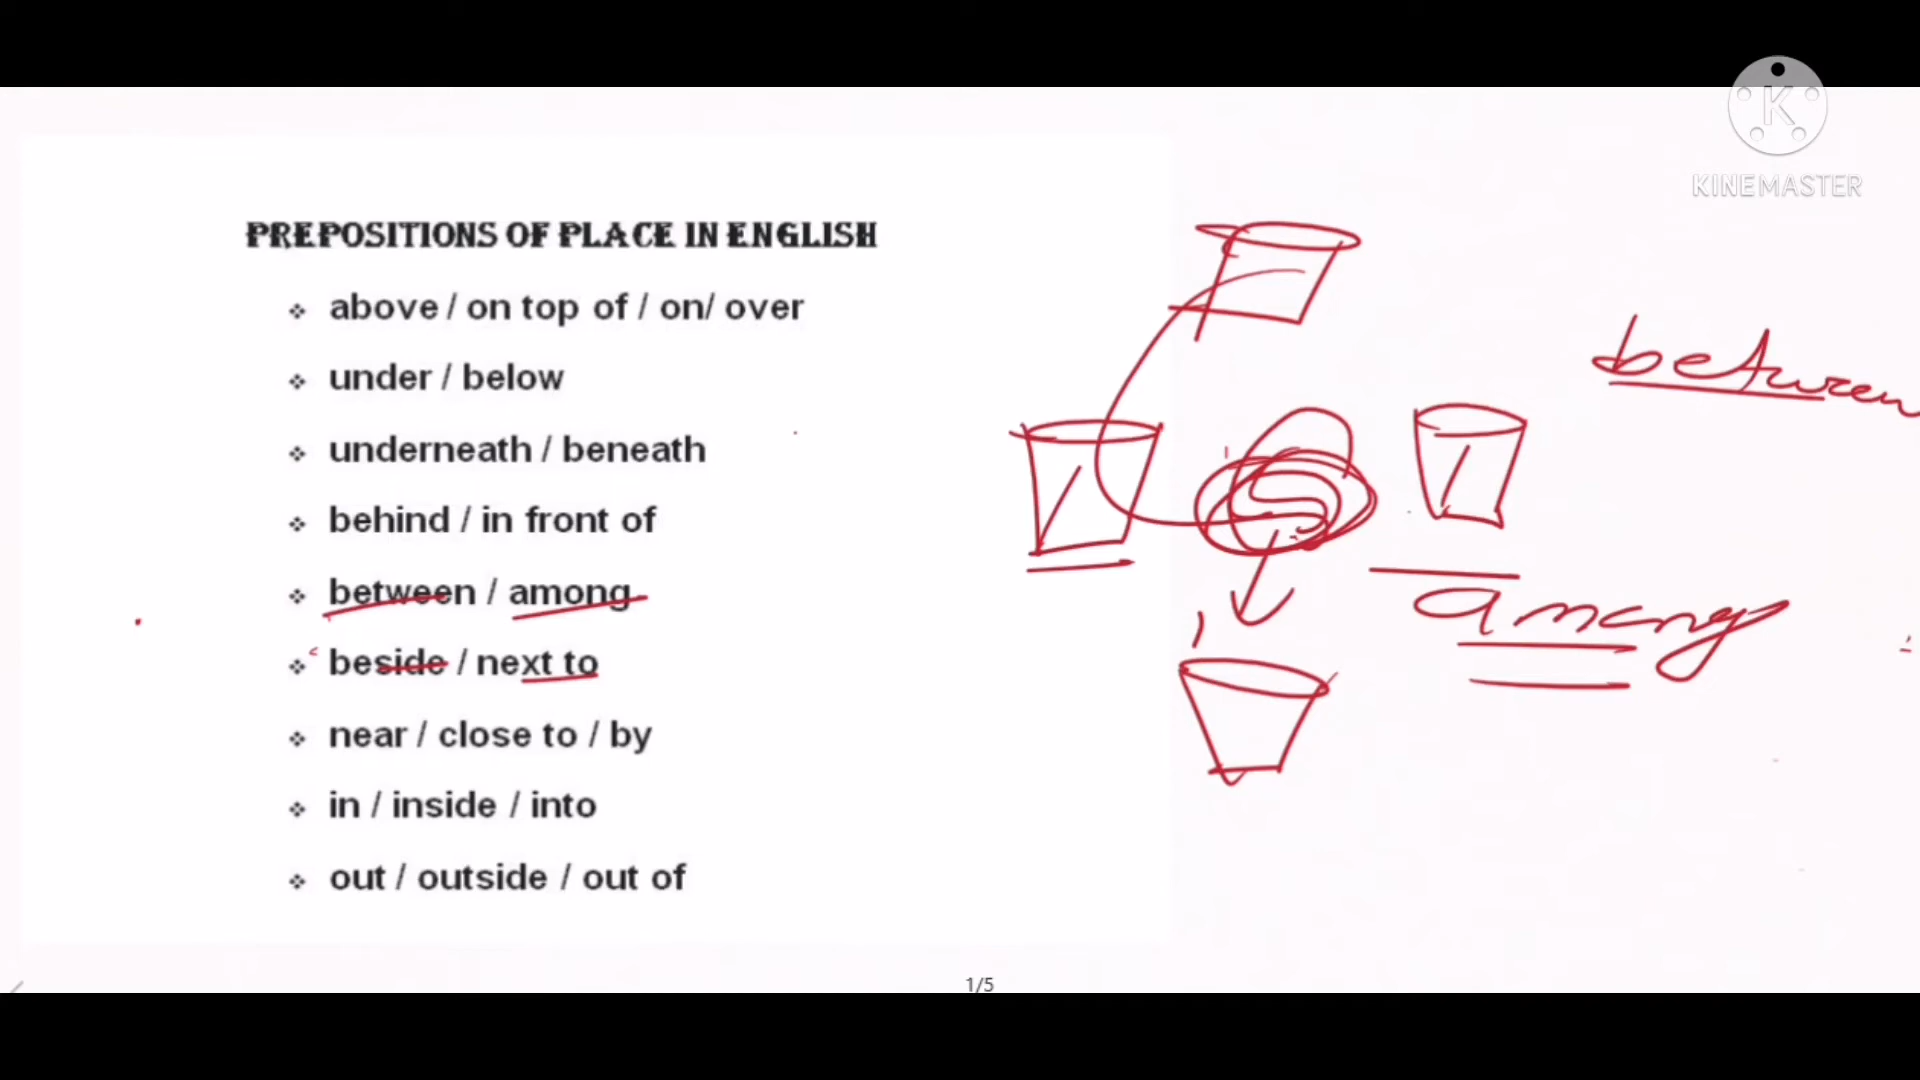 KINEMASTER
PREPOSITIONS OF PLACE IN ENGLISH
above / on top of / on/ over
under / below
underneath / beneath
behind / in front of
between / among
beside / next to
near / close to / by
in / inside / into
out / outside / out of
between
among
1/5